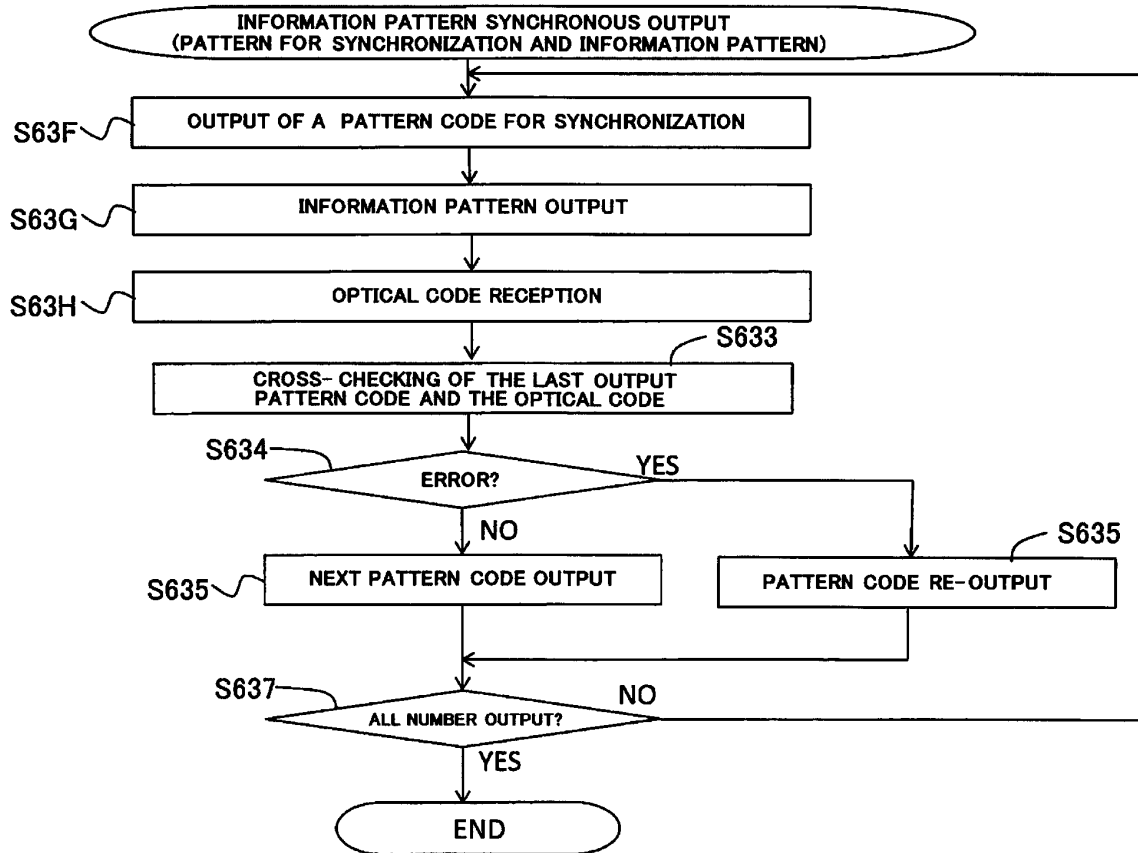 INFORMATION PATTERN SYNCHRONOUS OUTPUT
(PATTERN FOR SYNCHRONIZATION AND INFORMATION PATTERN)
S63F
OUTPUT OF A PATTERN CODE FOR SYNCHRONIZATION
S63G
INFORMATION PATTERN OUTPUT
S63H
OPTICAL CODE RECEPTION
S633
CROSS-CHECKING OF THE LAST OUTPUT
PATTERN CODE AND THE OPTICAL CODE
S634
ERROR?
YES
NO
S635
NEXT PATTERN CODE OUTPUT
S635
PATTERN CODE RE-OUTPUT
S637
ALL NUMBER OUTPUT?
NO
YES
END